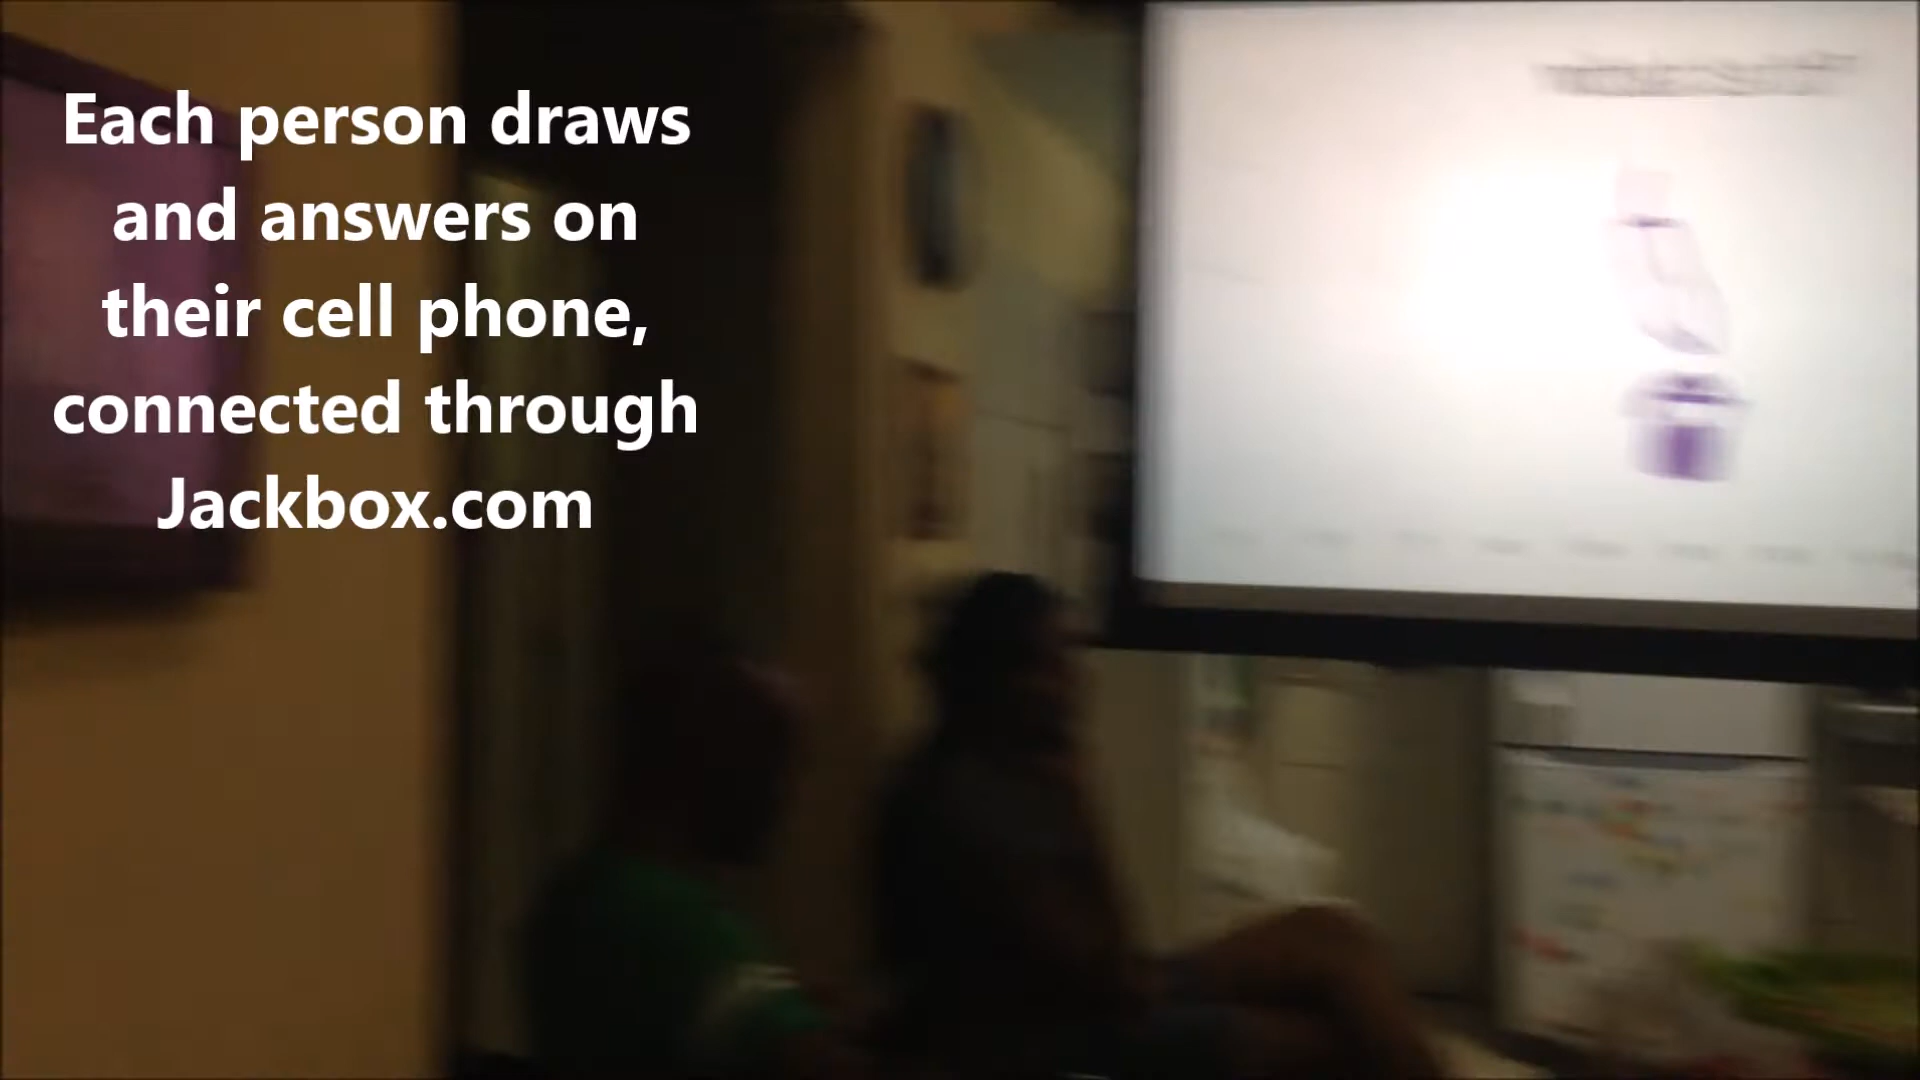 Each person draws
and answers on
their cell phone,
connected through
Jackbox.com